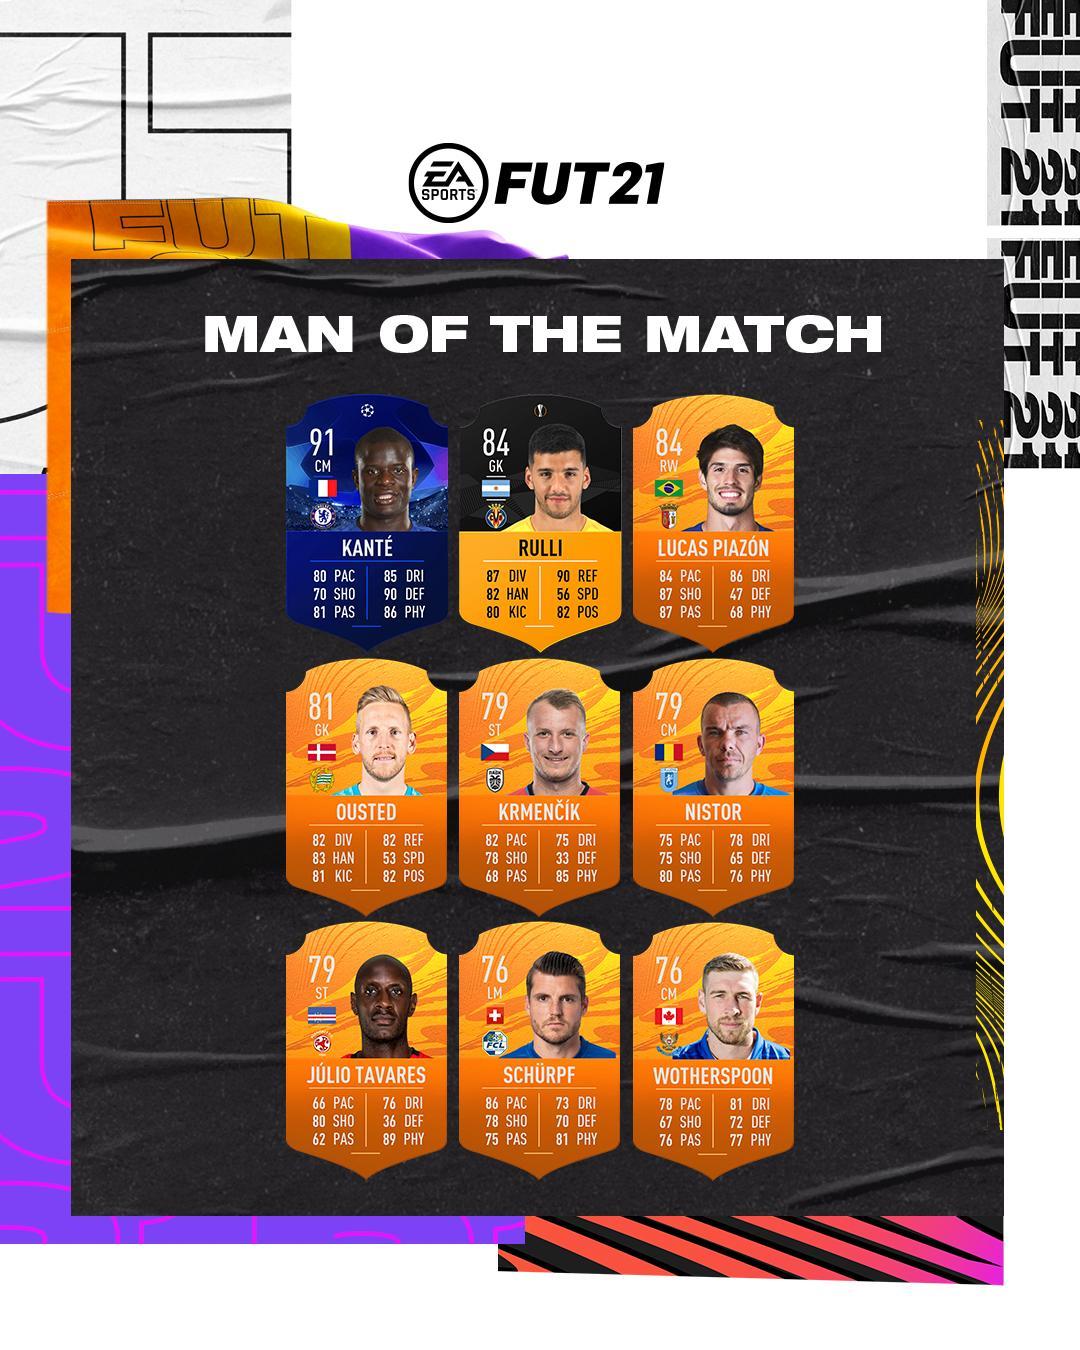 FUT 21
FUT 21
EA
SPORTS
FUT21
FUT
MAN OF THE MATCH
91
CM
KANTÉ
80 PAC 85 DRI
70 SHO 90 DEF
81 PAS 86 PHY
84
GK
RULLI
87 DIV 90 REF
82 HAN 56 SPD
80 KIC 82 POS
84
RW
LUCAS PIAZÓN
84 PAC 86 DRI
87 SHO 47 DEF
87 PAS 68 PHY
81
GK
OUSTED
82 DIV 82 REF
83 HAN 53 SPD
81 KIC 82 POS
79
ST
KRMENČÍK
82 PAC 75 DRI
78 SHO 33 DEF
68 PAS 85 PHY
79
CM
NISTOR
75 PAC 78 DRI
75 SHO 65 DEF
80 PAS 76 PHY
79
ST
JÚLIO TAVARES
66 PAC 76 DRI
80 SHO 36 DEF
62 PAS 89 PHY
76
LM
FCL
SCHÜRPF
86 PAC 73 DRI
78 SHO 70 DEF
75 PAS 81 PHY
76
CM
WOTHERSPOON
78 PAC 81 DRI
67 SHO 72 DEF
76 PAS 77 PHY